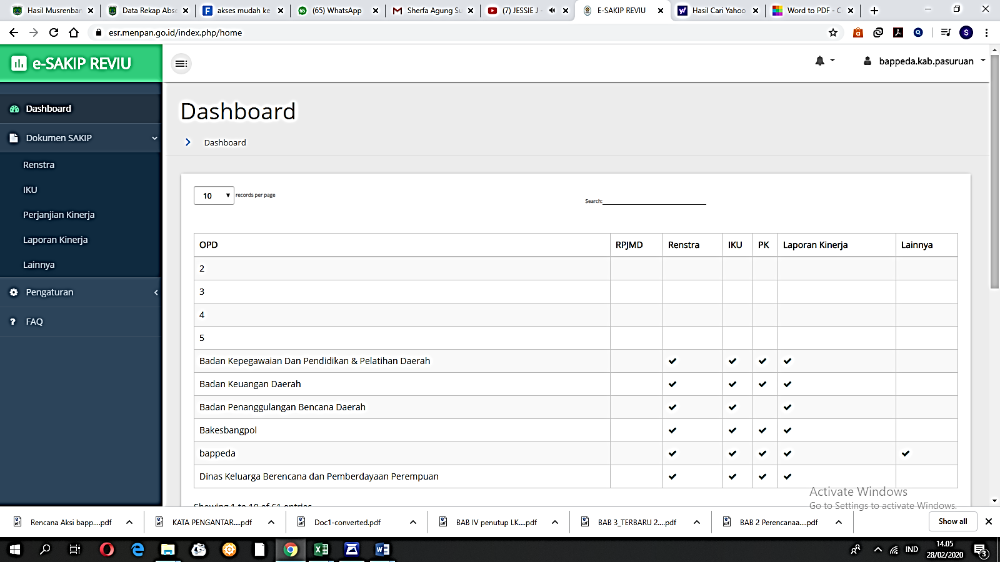 Hasil Musrenban
Data Rekap Abse
akses mudah ke
(65) WhatsApp
Sherfa Agung Su
(7) JESSIE J -
E-SAKIP REVIU
Hasil Cari Yahoo
Word to PDF - C
esr.menpan.go.id/index.php/home
S
e-SAKIP REVIU
bappeda.kab.pasuruan
Dashboard
Dokumen SAKIP
Renstra
IKU
Perjanjian Kinerja
Laporan Kinerja
Lainnya
Pengaturan
? FAQ
Dashboard
Dashboard
10 records per page
Search:
OPD RPJMD Renstra IKU PK Laporan Kinerja Lainnya
2
3
4
5
Badan Kepegawaian Dan Pendidikan & Pelatihan Daerah
Badan Keuangan Daerah
Badan Penanggulangan Bencana Daerah
Bakesbangpol
bappeda
Dinas Keluarga Berencana dan Pemberdayaan Perempuan
Showing 1 to 10 of 61 entries
Activate Windows
Go to Settings to activate Windows.
Rencana Aksi bapp....pdf
KATA PENGANTAR....pdf
Doc1-converted.pdf
BAB IV penutup LK....pdf
BAB 3_TERBARU 2....pdf
BAB 2 Perencanaa....pdf
Show all
IND
14.05
28/02/2020
3